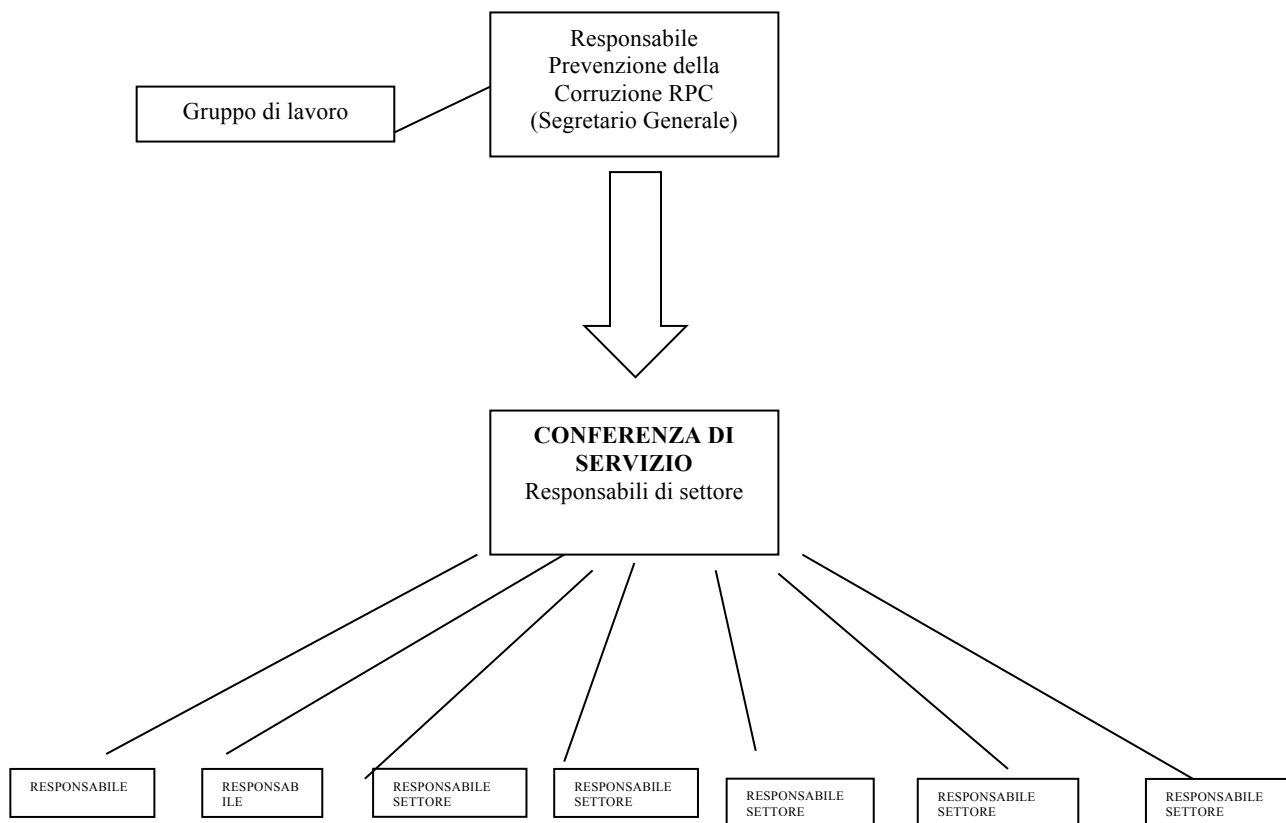 Responsabile
Prevenzione della
Corruzione RPC
(Segretario Generale)
Gruppo di lavoro
CONFERENZA DI
SERVIZIO
Responsabili di settore
RESPONSABILE
RESPONSAB
ILE
RESPONSABILE
SETTORE
RESPONSABILE
SETTORE
RESPONSABILE
SETTORE
RESPONSABILE
SETTORE
RESPONSABILE
SETTORE